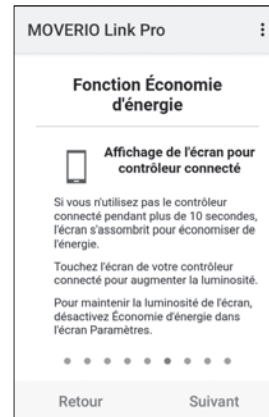 MOVERIO Link Pro
Fonction Économie
d'énergie
Affichage de l'écran pour
contrôleur connecté
Si vous n'utilisez pas le contrôleur
connecté pendant plus de 10 secondes,
l'écran s'assombrit pour économiser de
l'énergie.
Touchez l'écran de votre contrôleur
connecté pour augmenter la luminosité.
Pour maintenir la luminosité de l'écran,
désactivez Économie d'énergie dans
l'écran Paramètres.
Retour Suivant